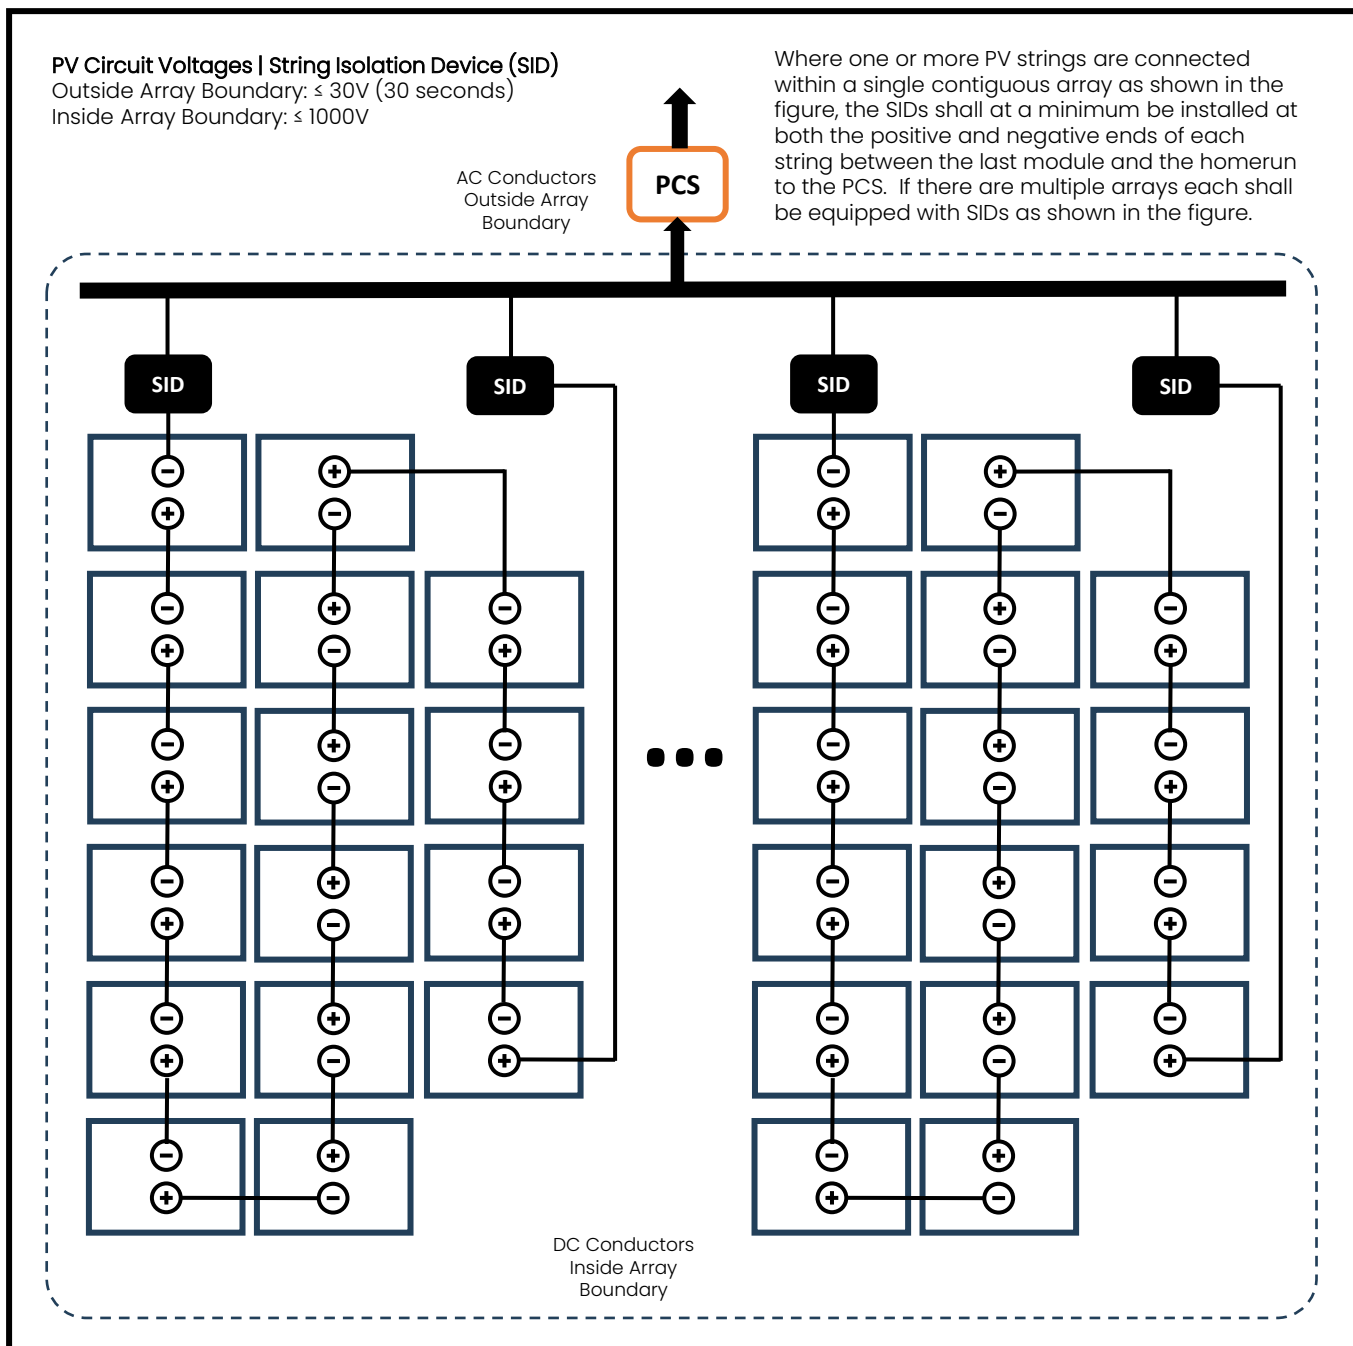 PV Circuit Voltages | String Isolation Device (SID)
Outside Array Boundary: ≤ 30V (30 seconds)
Inside Array Boundary: ≤ 1000V
Where one or more PV strings are connected
within a single contiguous array as shown in the
figure, the SIDs shall at a minimum be installed at
both the positive and negative ends of each
string between the last module and the homerun
to the PCS. If there are multiple arrays each shall
be equipped with SIDs as shown in the figure.
AC Conductors
Outside Array
Boundary
PCS
SID
SID
SID
SID
DC Conductors
Inside Array
Boundary